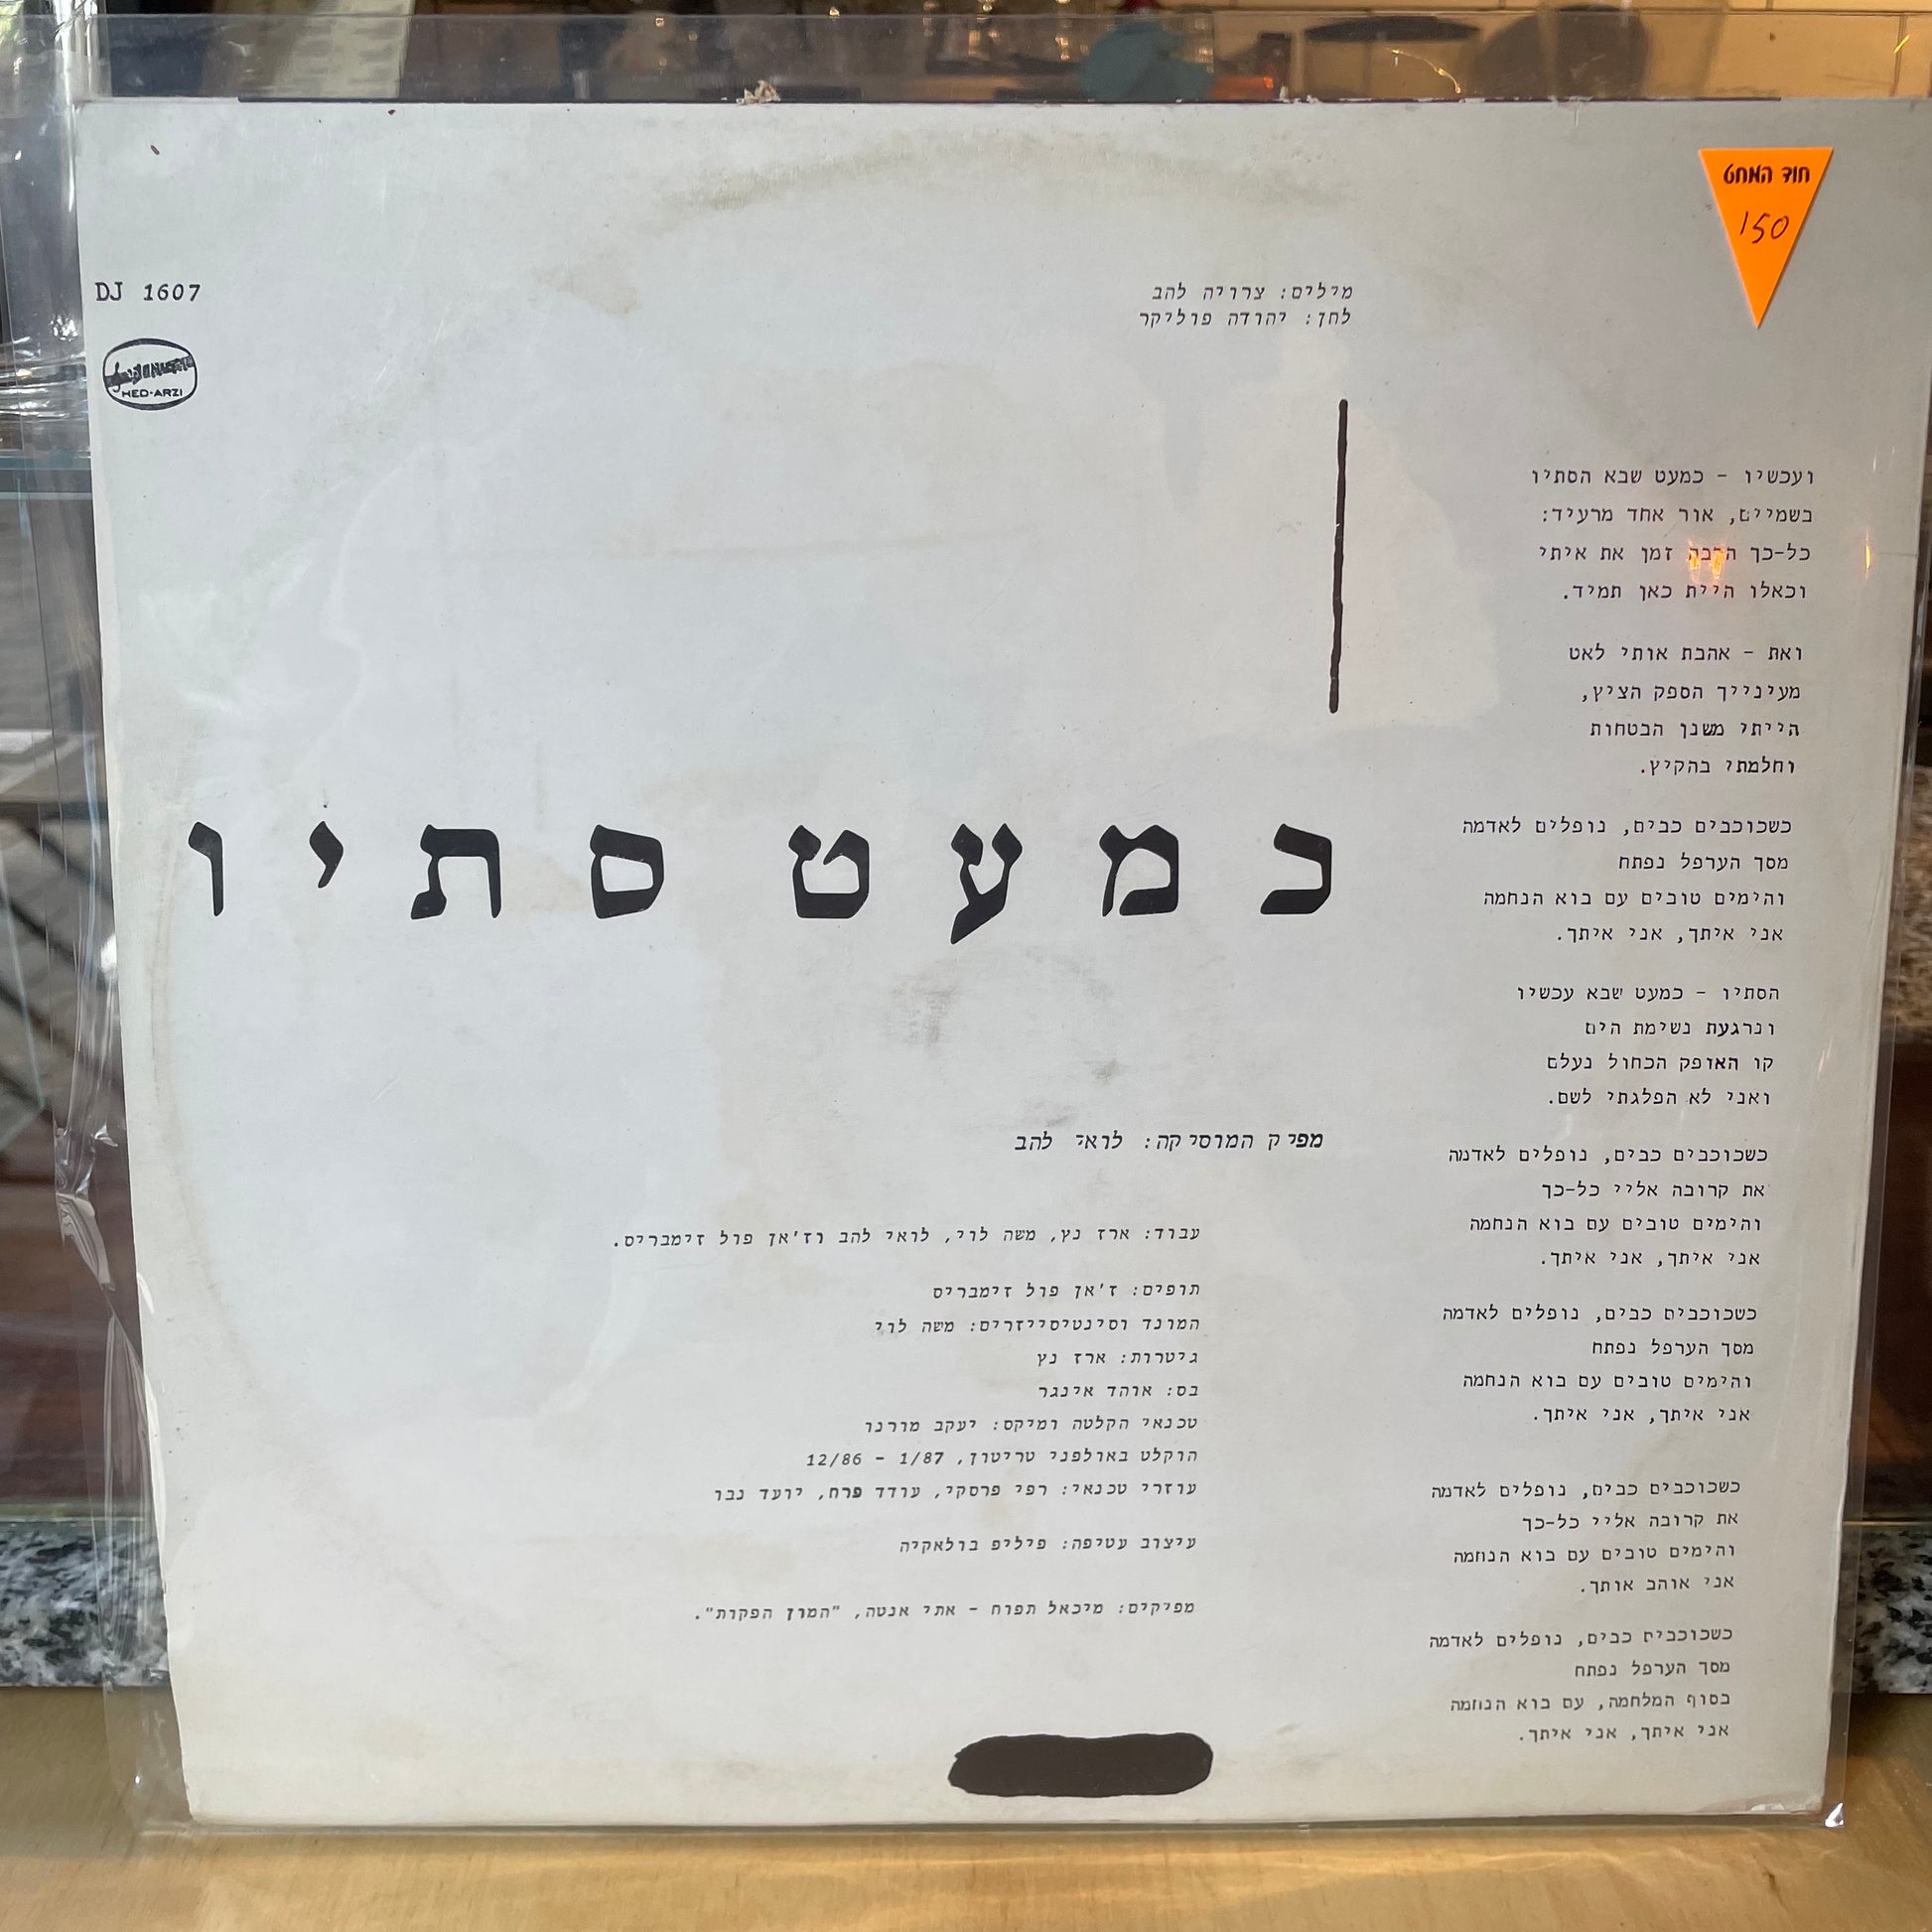 חוד המחט
150
DJ 1607
HED-ARZI
מילים: צרויה להב
לחן: יהודה פוליקר
כמעט סתיו
ועכשיו - כמעט שבא הסתיו
בשמיים, אור אחד מרעיד:
כל-כך הרבה זמן את איתי
וכאלו היית כאן תמיד.
ואת - אהבת אותי לאט
מעינייך הספק הציץ,
הייתי משנן הבטחות
וחלמתי בהקיץ.
כשכוכבים כבים, נופלים לאדמה
מסך הערפל נפתח
והימים טובים עם בוא הנחמה
אני איתך, אני איתך.
הסתיו - כמעט שבא עכשיו
ונרגעת נשימת הים
קו האופק הכחול נעלם
ואני לא הפלגתי לשם.
כשכוכבים כבים, נופלים לאדמה
את קרובה אליי כל-כך
והימים טובים עם בוא הנחמה
אני איתך, אני איתך.
כשכוכבים כבים, נופלים לאדמה
מסך הערפל נפתח
והימים טובים עם בוא הנחמה
אני איתך, אני איתך.
כשכוכבים כבים, נופלים לאדמה
את קרובה אליי כל-כך
והימים טובים עם בוא הנחמה
אני אוהב אותך.
כשכוכבים כבים, נופלים לאדמה
מסך הערפל נפתח
בסוף המלחמה, עם בוא הנחמה
אני איתך, אני איתך.
מפיק המוסיקה: לואי להב
עבוד: ארז נץ, משה לוי, לואי להב וז'אן פול זימבריס.
תופים: ז'אן פול זימבריס
המונד וסינטיסייזרים: משה לוי
גיטרות: ארז נץ
בס: אוהד אינגר
טכנאי הקלטה ומיקס: יעקב מורנו
הוקלט באולפני טריטון, 12/86 - 1/87
עוזרי טכנאי: רפי פרסקי, עודד פרח, יועד נבו
עיצוב עטיפה: פיליפ בולאקיה
מפיקים: מיכאל תפוח - אתי אנטה, "המון הפקות".